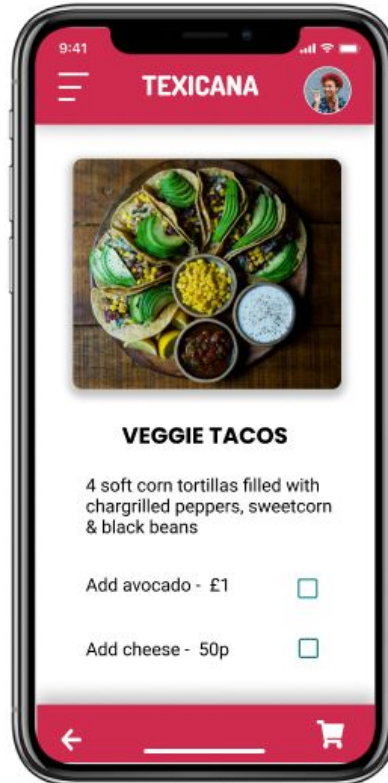 9:41
TEXICANA
VEGGIE TACOS
4 soft corn tortillas filled with
chargrilled peppers, sweetcorn
& black beans
Add avocado - £1
Add cheese - 50p